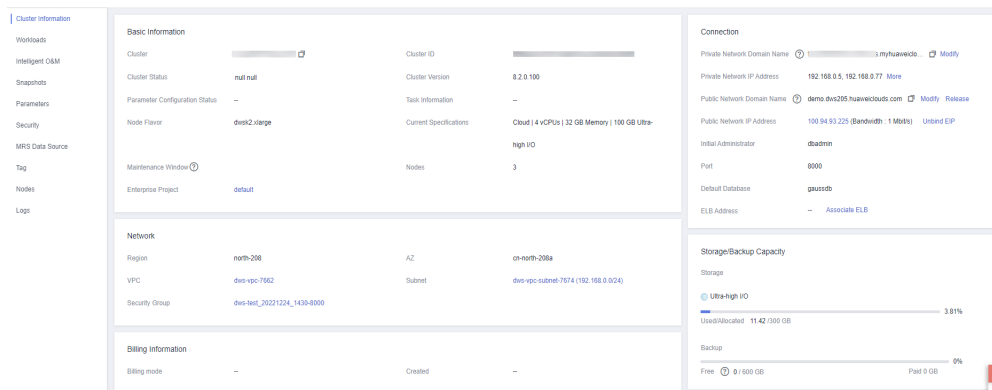 Cluster Information
Workloads
Intelligent O&M
Snapshots
Parameters
Security
MRS Data Source
Tag
Nodes
Logs
Basic Information
Cluster
Cluster ID
Cluster Status null null
Cluster Version 8.2.0.100
Parameter Configuration Status --
Task Information --
Node Flavor dwsk2.xlarge
Current Specifications Cloud | 4 vCPUs | 32 GB Memory | 100 GB Ultra-
high I/O
Maintenance Window ?
Nodes 3
Enterprise Project default
Network
Region north-208
AZ cn-north-208a
VPC dws-vpc-7662
Subnet dws-vpc-subnet-7674 (192.168.0.0/24)
Security Group dws-test_20221224_1430-8000
Billing Information
Billing mode --
Created --
Connection
Private Network Domain Name ? s.myhuaweiclo... Modify
Private Network IP Address 192.168.0.5, 192.168.0.77 More
Public Network Domain Name ? demo.dws205.huaweiclouds.com Modify Release
Public Network IP Address 100.94.93.225 (Bandwidth : 1 Mbit/s) Unbind EIP
Initial Administrator dbadmin
Port 8000
Default Database gaussdb
ELB Address -- Associate ELB
Storage/Backup Capacity
Storage
Ultra-high I/O
3.81%
Used/Allocated 11.42 /300 GB
Backup
0%
Free ? 0 / 600 GB Paid 0 GB